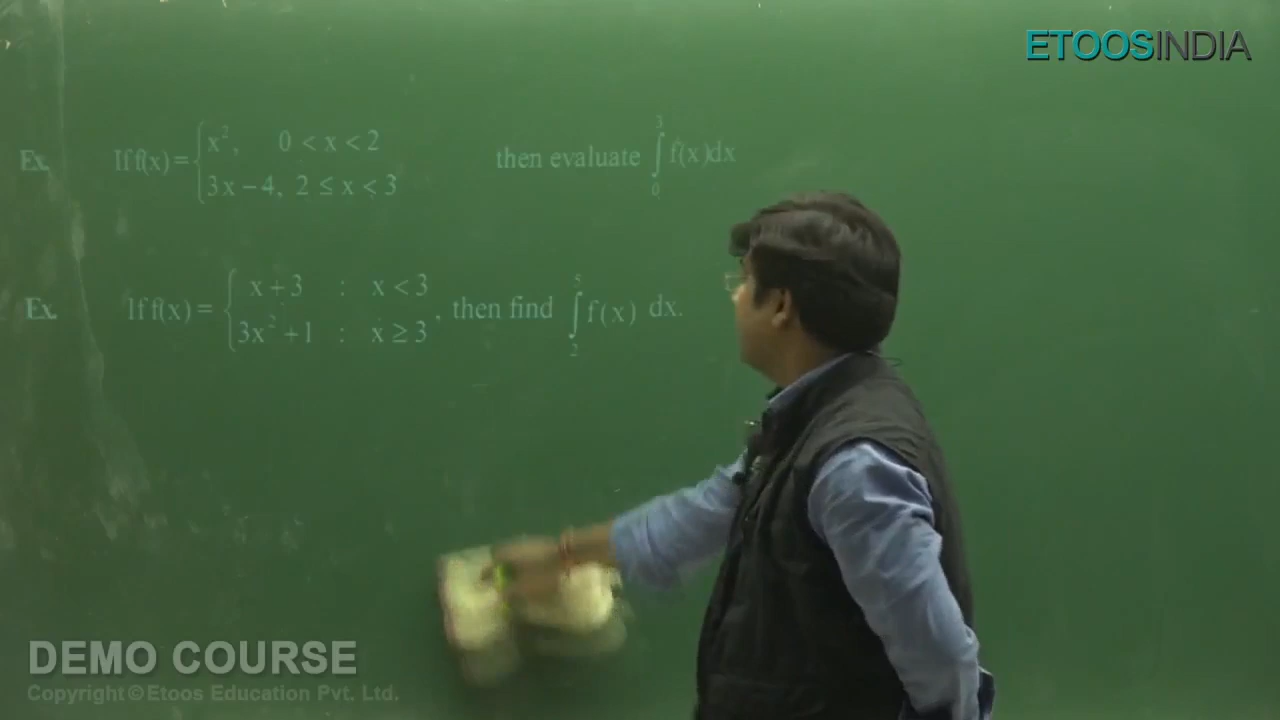 ETOOSINDIA
Ex. If f(x) = { x², 0 < x < 2 then evaluate ∫₀³ f(x)dx
3x − 4, 2 ≤ x < 3
Ex. If f(x) = { x + 3 : x < 3 , then find ∫₂⁵ f(x) dx.
3x² + 1 : x ≥ 3
DEMO COURSE
Copyright © Etoos Education Pvt. Ltd.